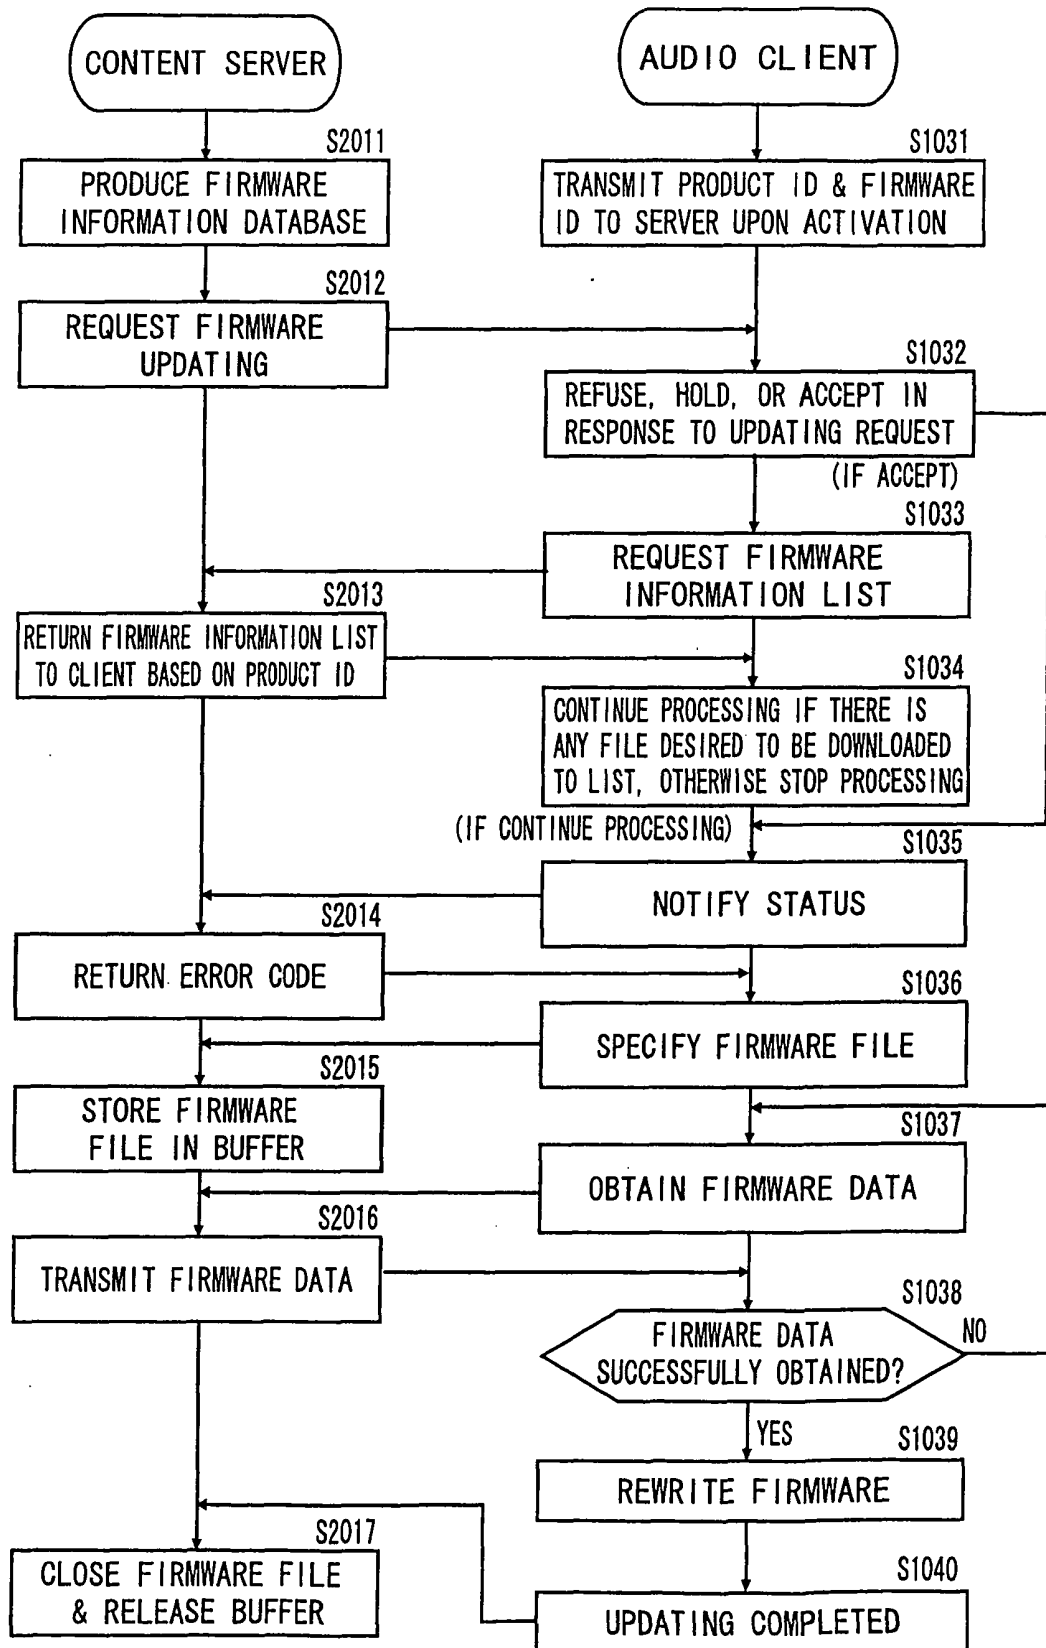 CONTENT SERVER
AUDIO CLIENT
S2011
PRODUCE FIRMWARE
INFORMATION DATABASE
S1031
TRANSMIT PRODUCT ID & FIRMWARE
ID TO SERVER UPON ACTIVATION
S2012
REQUEST FIRMWARE
UPDATING
S1032
REFUSE, HOLD, OR ACCEPT IN
RESPONSE TO UPDATING REQUEST
(IF ACCEPT)
S1033
REQUEST FIRMWARE
INFORMATION LIST
S2013
RETURN FIRMWARE INFORMATION LIST
TO CLIENT BASED ON PRODUCT ID
S1034
CONTINUE PROCESSING IF THERE IS
ANY FILE DESIRED TO BE DOWNLOADED
TO LIST, OTHERWISE STOP PROCESSING
(IF CONTINUE PROCESSING)
S1035
NOTIFY STATUS
S2014
RETURN ERROR CODE
S1036
SPECIFY FIRMWARE FILE
S2015
STORE FIRMWARE
FILE IN BUFFER
S1037
OBTAIN FIRMWARE DATA
S2016
TRANSMIT FIRMWARE DATA
S1038
FIRMWARE DATA
SUCCESSFULLY OBTAINED?
NO
YES
S1039
REWRITE FIRMWARE
S2017
CLOSE FIRMWARE FILE
& RELEASE BUFFER
S1040
UPDATING COMPLETED